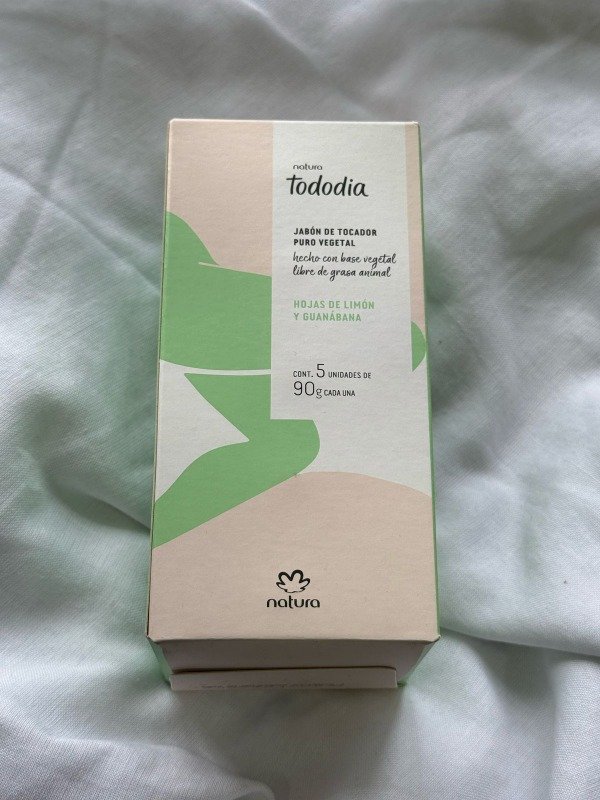 natura
tododia
JABÓN DE TOCADOR
PURO VEGETAL
hecho con base vegetal
libre de grasa animal
HOJAS DE LIMÓN
Y GUANÁBANA
CONT. 5 UNIDADES DE
90g CADA UNA
natura